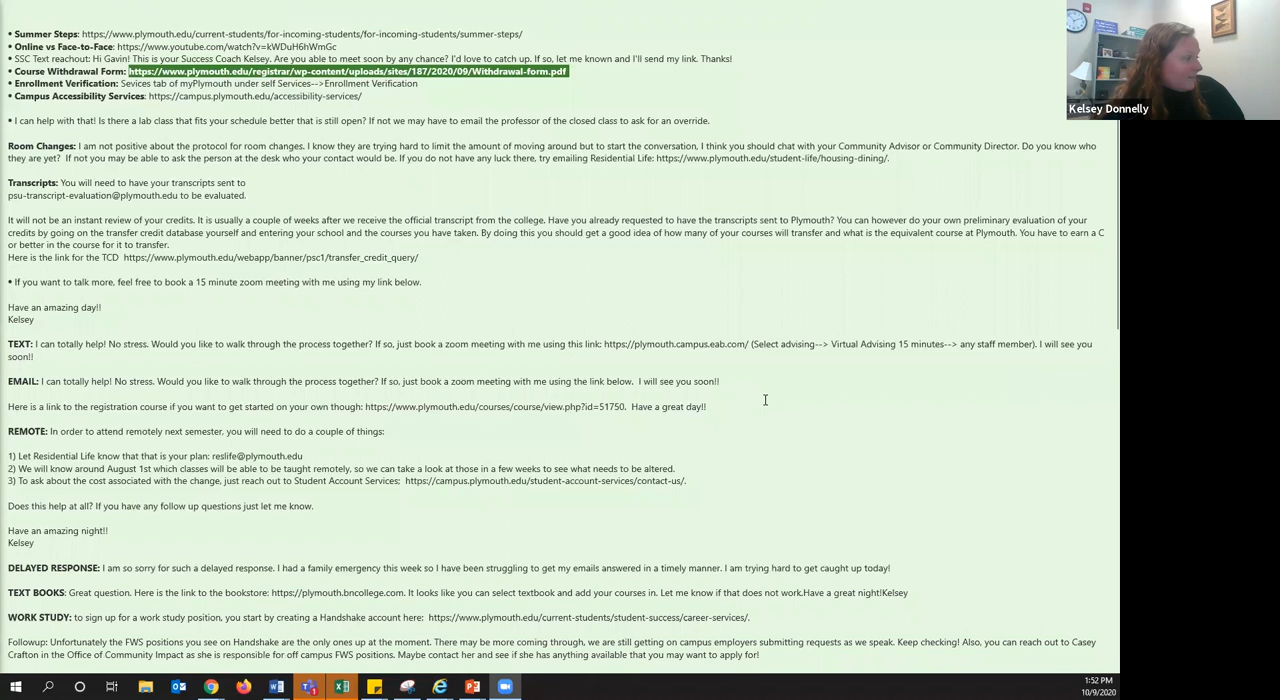 • Summer Steps: https://www.plymouth.edu/current-students/for-incoming-students/for-incoming-students/summer-steps/
• Online vs Face-to-Face: https://www.youtube.com/watch?v=kWDuH6hWmGc
• SSC Text reachout: Hi Gavin! This is your Success Coach Kelsey. Are you able to meet soon by any chance? I'd love to catch up. If so, let me known and I'll send my link. Thanks!
• Course Withdrawal Form: https://www.plymouth.edu/registrar/wp-content/uploads/sites/187/2020/09/Withdrawal-form.pdf
• Enrollment Verification: Sevices tab of myPlymouth under self Services-->Enrollment Verification
• Campus Accessibility Services: https://campus.plymouth.edu/accessibility-services/
Kelsey Donnelly
• I can help with that! Is there a lab class that fits your schedule better that is still open? If not we may have to email the professor of the closed class to ask for an override.
Room Changes: I am not positive about the protocol for room changes. I know they are trying hard to limit the amount of moving around but to start the conversation, I think you should chat with your Community Advisor or Community Director. Do you know who
they are yet? If not you may be able to ask the person at the desk who your contact would be. If you do not have any luck there, try emailing Residential Life: https://www.plymouth.edu/student-life/housing-dining/.
Transcripts: You will need to have your transcripts sent to
psu-transcript-evaluation@plymouth.edu to be evaluated.
It will not be an instant review of your credits. It is usually a couple of weeks after we receive the official transcript from the college. Have you already requested to have the transcripts sent to Plymouth? You can however do your own preliminary evaluation of your
credits by going on the transfer credit database yourself and entering your school and the courses you have taken. By doing this you should get a good idea of how many of your courses will transfer and what is the equivalent course at Plymouth. You have to earn a C
or better in the course for it to transfer.
Here is the link for the TCD https://www.plymouth.edu/webapp/banner/psc1/transfer_credit_query/
• If you want to talk more, feel free to book a 15 minute zoom meeting with me using my link below.
Have an amazing day!!
Kelsey
TEXT: I can totally help! No stress. Would you like to walk through the process together? If so, just book a zoom meeting with me using this link: https://plymouth.campus.eab.com/ (Select advising--> Virtual Advising 15 minutes--> any staff member). I will see you
soon!!
EMAIL: I can totally help! No stress. Would you like to walk through the process together? If so, just book a zoom meeting with me using the link below. I will see you soon!!
Here is a link to the registration course if you want to get started on your own though: https://www.plymouth.edu/courses/course/view.php?id=51750. Have a great day!!
REMOTE: In order to attend remotely next semester, you will need to do a couple of things:
1) Let Residential Life know that that is your plan: reslife@plymouth.edu
2) We will know around August 1st which classes will be able to be taught remotely, so we can take a look at those in a few weeks to see what needs to be altered.
3) To ask about the cost associated with the change, just reach out to Student Account Services; https://campus.plymouth.edu/student-account-services/contact-us/.
Does this help at all? If you have any follow up questions just let me know.
Have an amazing night!!
Kelsey
DELAYED RESPONSE: I am so sorry for such a delayed response. I had a family emergency this week so I have been struggling to get my emails answered in a timely manner. I am trying hard to get caught up today!
TEXT BOOKS: Great question. Here is the link to the bookstore: https://plymouth.bncollege.com. It looks like you can select textbook and add your courses in. Let me know if that does not work.Have a great night!Kelsey
WORK STUDY: to sign up for a work study position, you start by creating a Handshake account here: https://www.plymouth.edu/current-students/student-success/career-services/.
Followup: Unfortunately the FWS positions you see on Handshake are the only ones up at the moment. There may be more coming through, we are still getting on campus employers submitting requests as we speak. Keep checking! Also, you can reach out to Casey
Crafton in the Office of Community Impact as she is responsible for off campus FWS positions. Maybe contact her and see if she has anything available that you may want to apply for!
1:52 PM
10/9/2020